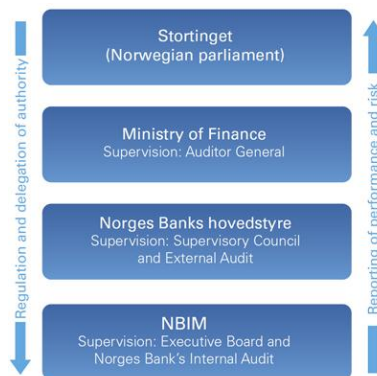 Stortinget
(Norwegian parliament)
Ministry of Finance
Supervision: Auditor General
Norges Banks hovedstyre
Supervision: Supervisory Council
and External Audit
NBIM
Supervision: Executive Board and
Norges Bank's Internal Audit
Regulation and delegation of authority
Reporting of performance and risk